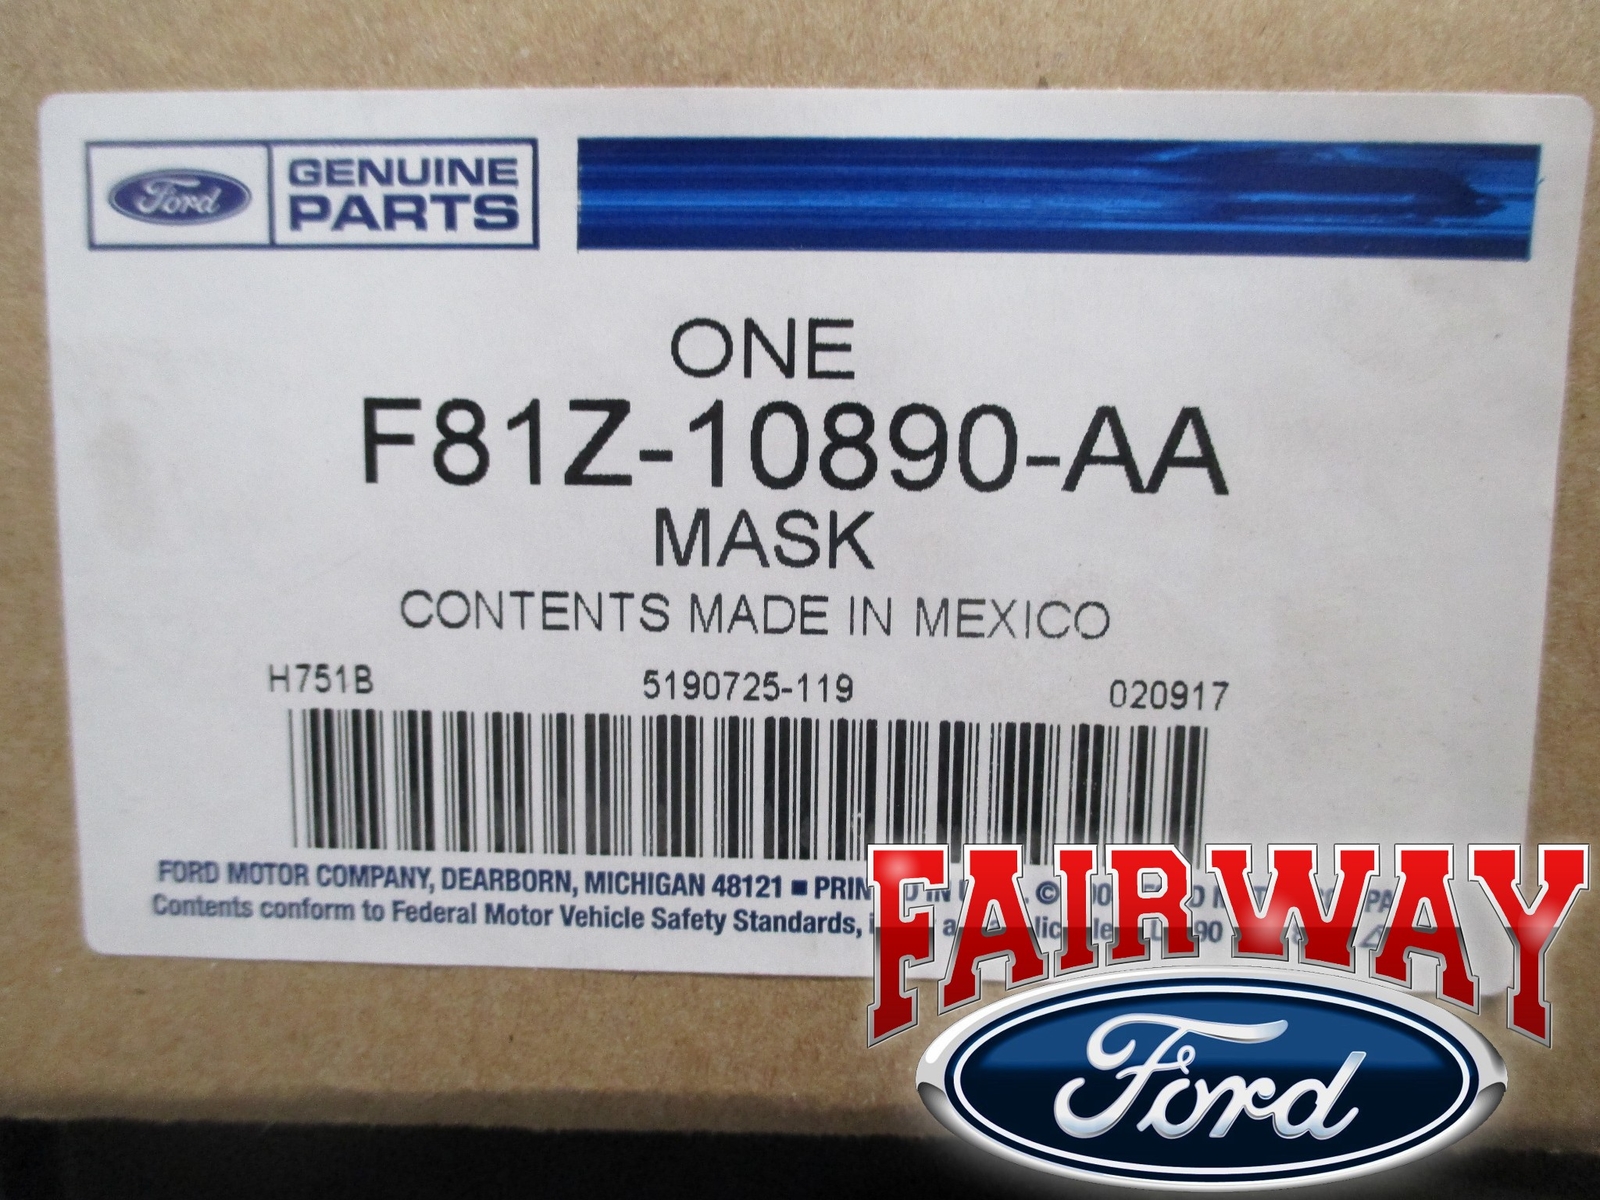 Ford GENUINE
PARTS
ONE
F81Z-10890-AA
MASK
CONTENTS MADE IN MEXICO
H751B 5190725-119 020917
FORD MOTOR COMPANY, DEARBORN, MICHIGAN 48121 ■ IN ©
Contents conform to Federal Motor Vehicle Safety Standards,
FAIRWAY
Ford